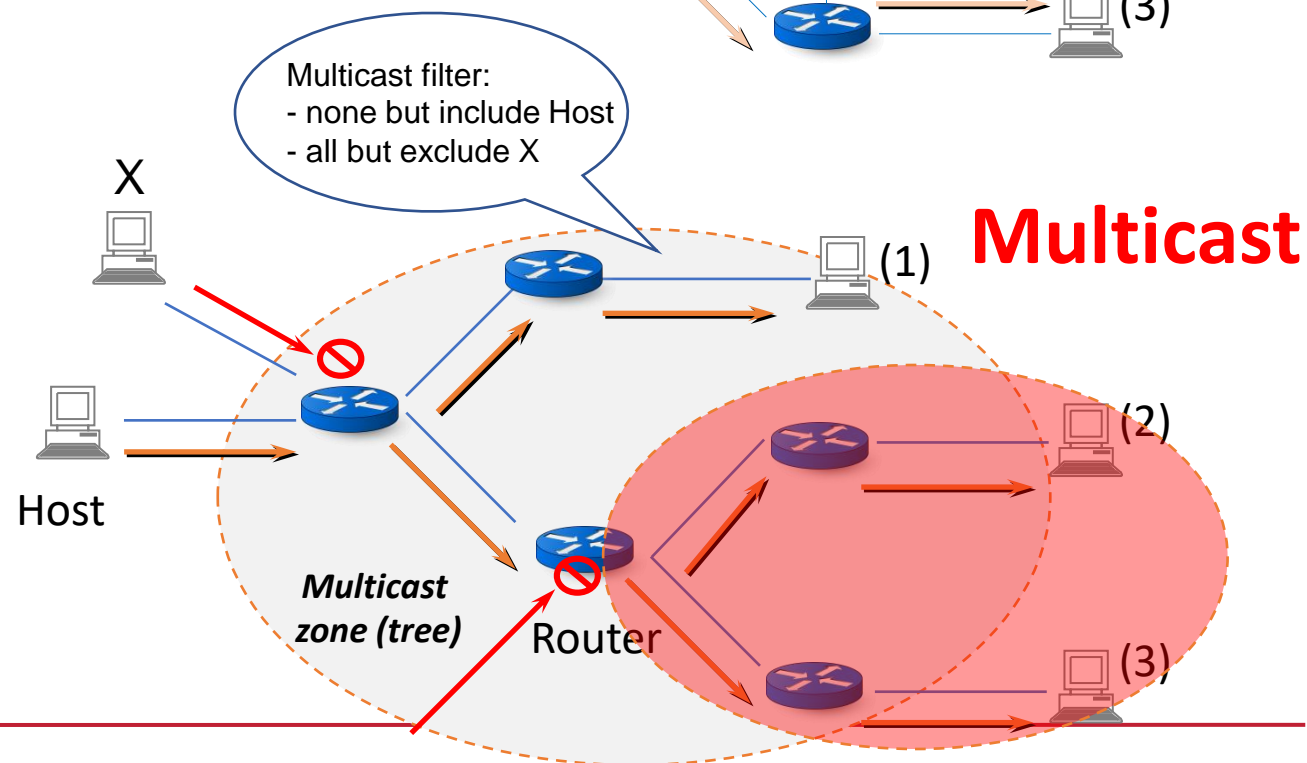 (3)
Multicast filter:
- none but include Host
- all but exclude X
X
Multicast
(1)
(2)
Host
Multicast
zone (tree)
Router
(3)